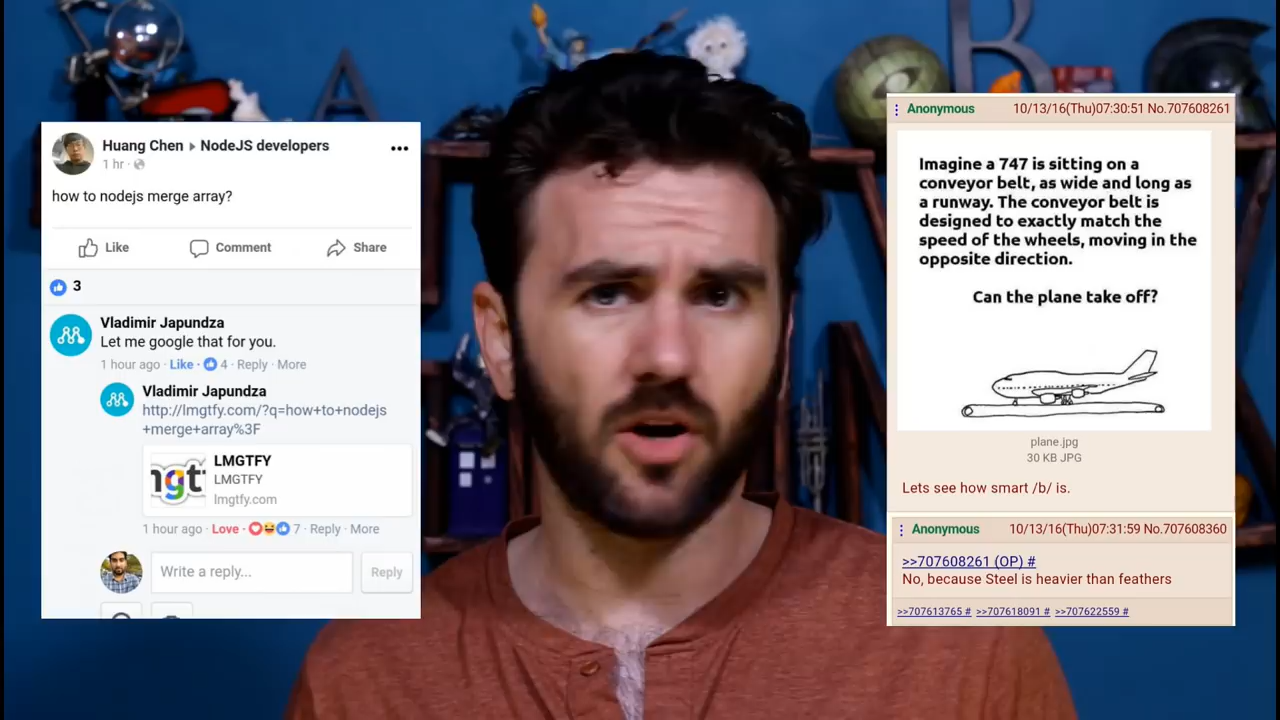 Huang Chen ▸ NodeJS developers
1 hr ·
how to nodejs merge array?
Like
Comment
Share
3
Vladimir Japundza
Let me google that for you.
1 hour ago · Like · 4 · Reply · More
Vladimir Japundza
http://lmgtfy.com/?q=how+to+nodejs
+merge+array%3F
ngt
LMGTFY
LMGTFY
lmgtfy.com
1 hour ago · Love · 7 · Reply · More
Write a reply...
Reply
A
R
Anonymous 10/13/16(Thu)07:30:51 No.707608261
Imagine a 747 is sitting on a
conveyor belt, as wide and long as
a runway. The conveyor belt is
designed to exactly match the
speed of the wheels, moving in the
opposite direction.
Can the plane take off?
plane.jpg
30 KB JPG
Lets see how smart /b/ is.
Anonymous 10/13/16(Thu)07:31:59 No.707608360
>>707608261 (OP) #
No, because Steel is heavier than feathers
>>707613765 # >>707618091 # >>707622559 #